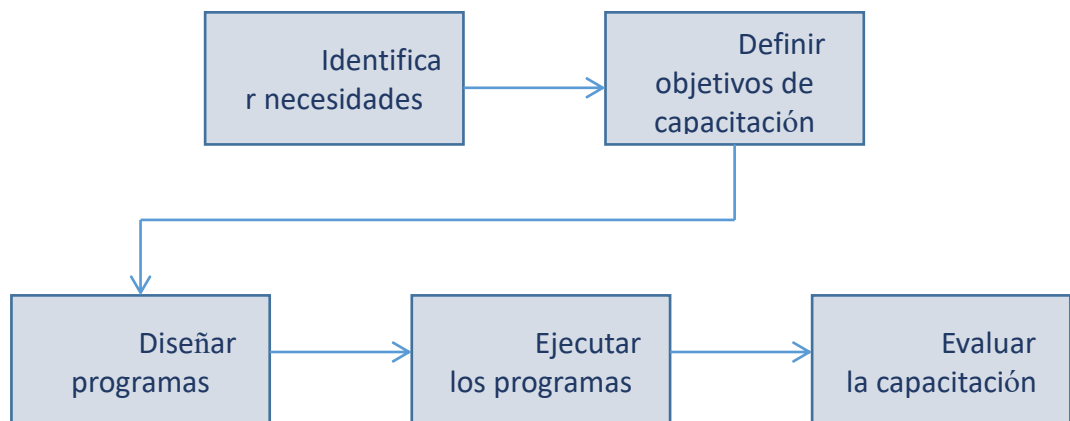 Identifica
r necesidades
Definir
objetivos de
capacitación
Diseñar
programas
Ejecutar
los programas
Evaluar
la capacitación